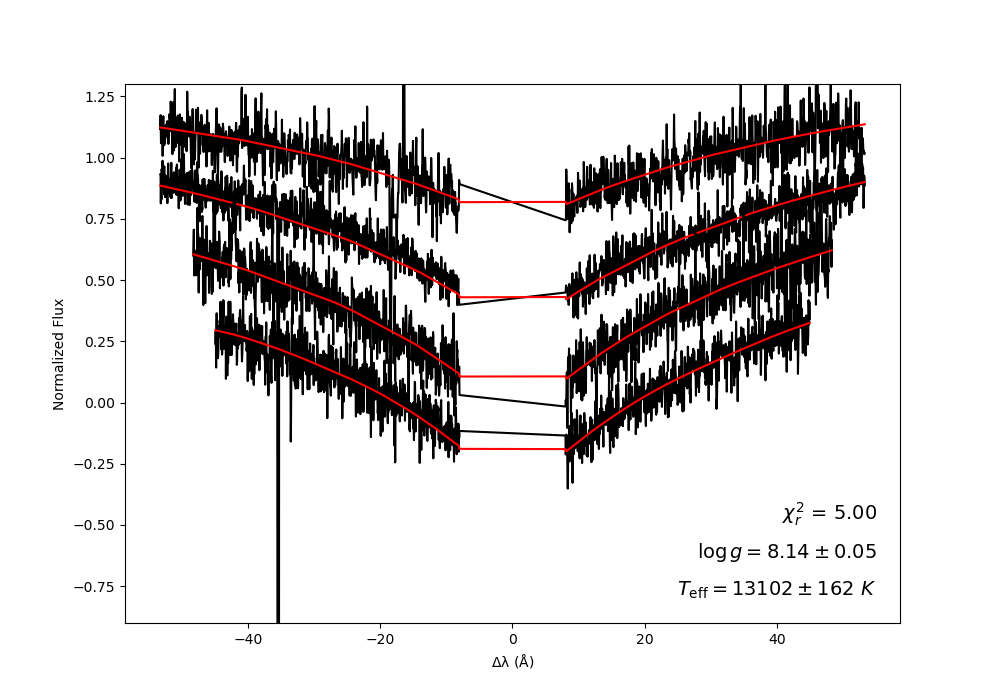 1.25
1.00
0.75
0.50
0.25
0.00
−0.25
−0.50
−0.75
Normalized Flux
χ²ᵣ = 5.00
log g = 8.14 ± 0.05
T_eff = 13102 ± 162 K
−40 −20 0 20 40
Δλ (Å)